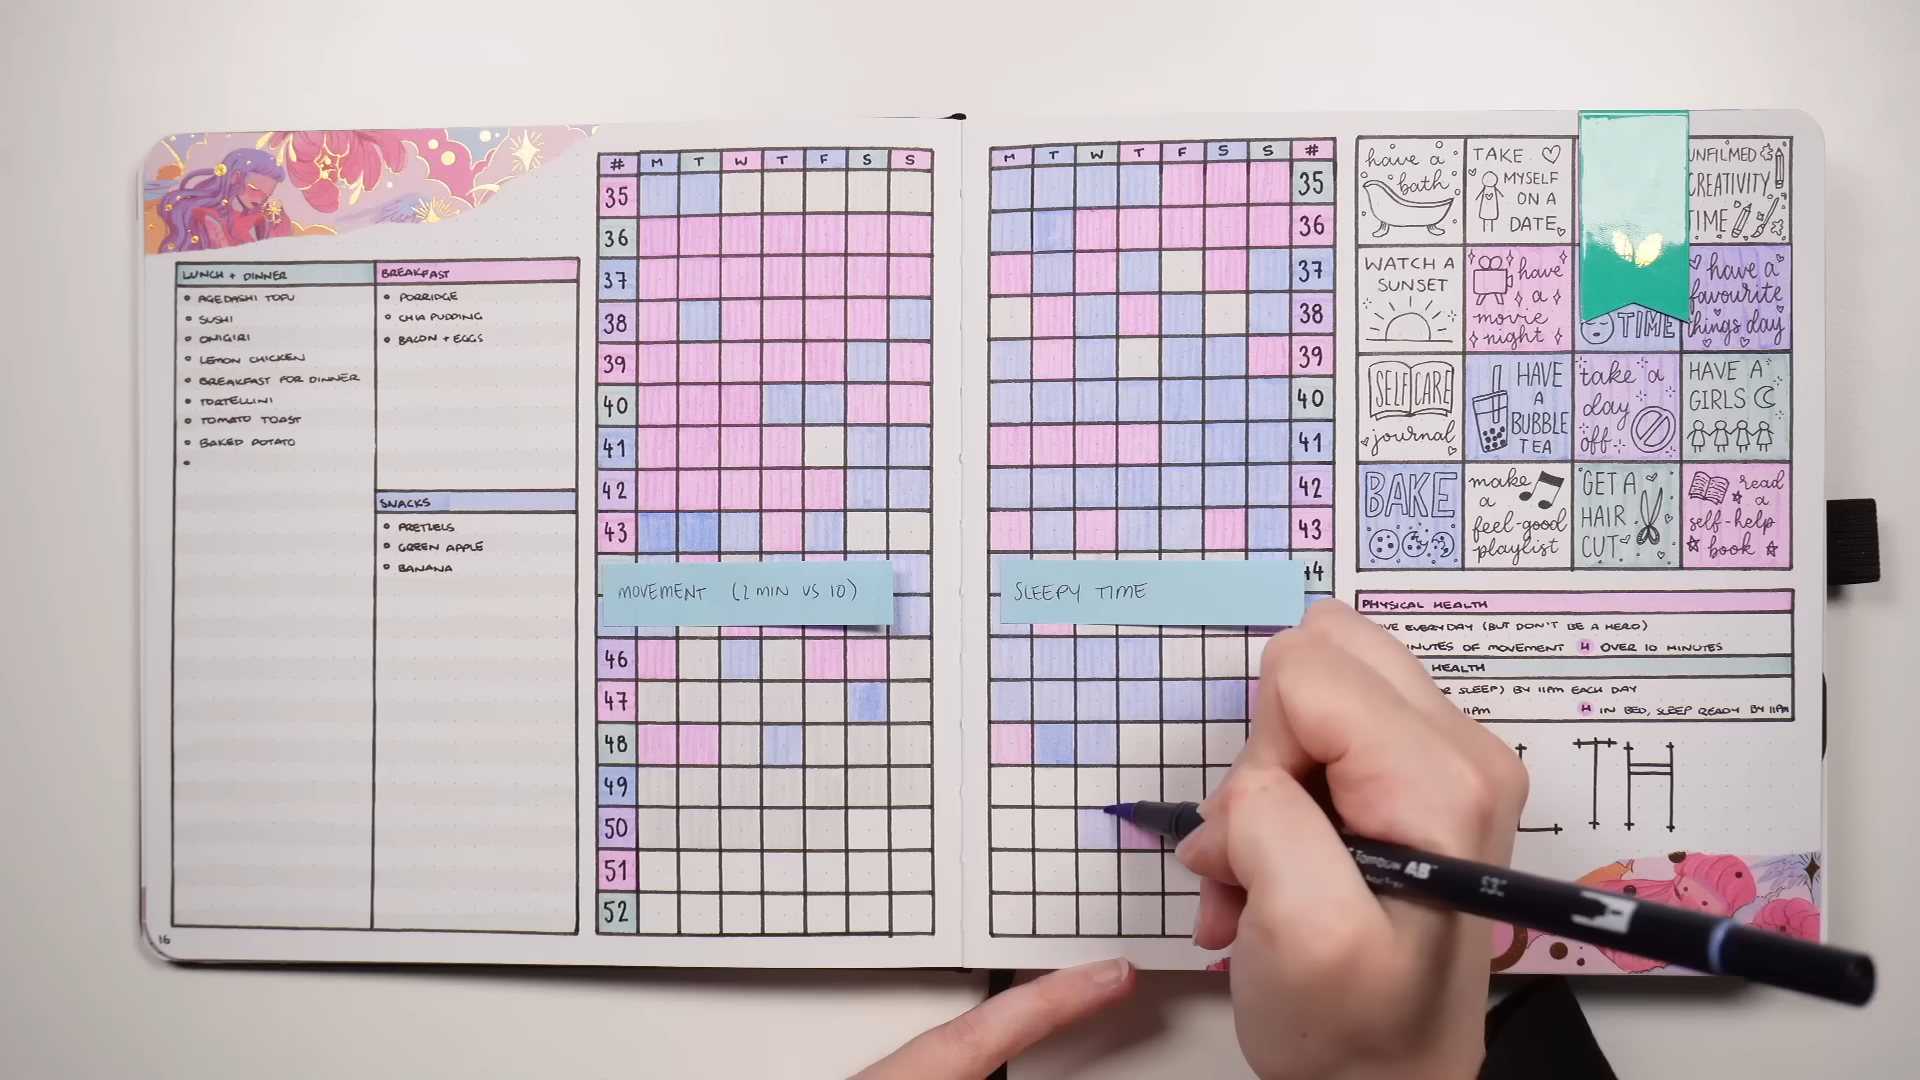 LUNCH + DINNER
AGEDASHI TOFU
SUSHI
ONIGIRI
LEMON CHICKEN
BREAKFAST FOR DINNER
TORTELLINI
TOMATO TOAST
BAKED POTATO
BREAKFAST
PORRIDGE
CHIA PUDDING
BACON + EGGS
SNACKS
PRETZELS
GREEN APPLE
BANANA
16
# M T W T F S S
35
36
37
38
39
40
41
42
43
MOVEMENT (2 MIN VS 10)
46
47
48
49
50
51
52
M T W T F S S #
35
36
37
38
39
40
41
42
43
44
SLEEPY TIME
have a
bath
TAKE
MYSELF
ON A
DATE
UNFILMED
CREATIVITY
TIME
WATCH A
SUNSET
have
a
movie
night
TIME
have a
favourite
things day
SELF CARE
journal
HAVE
A
BUBBLE
TEA
take a
day
off
HAVE A
GIRLS
BAKE
make
a
feel-good
playlist
GET A
HAIR
CUT
read
a
self-help
book
PHYSICAL HEALTH
EVERYDAY (BUT DON'T BE A HERO)
OF MOVEMENT H OVER 10 MINUTES
HEALTH
SLEEP) BY 11PM EACH DAY
11PM H IN BED, SLEEP READY BY 11PM
TH
TOMBOW ABT